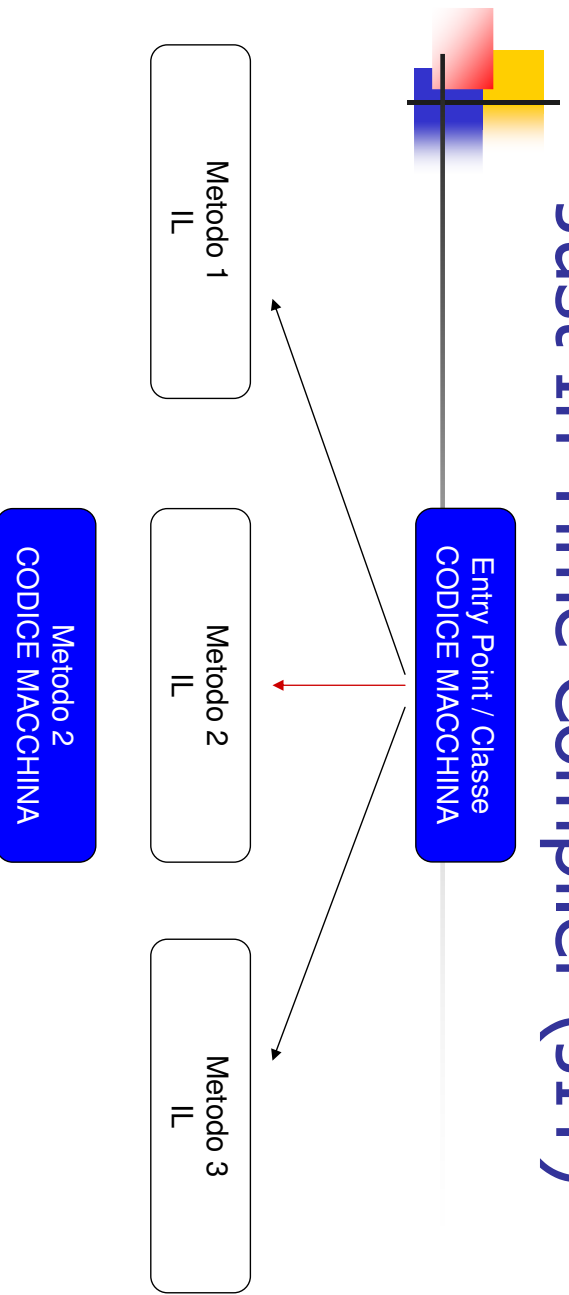 Just In Time Compiler (JIT)
Entry Point / Classe
CODICE MACCHINA
Metodo 1
IL
Metodo 2
IL
Metodo 3
IL
Metodo 2
CODICE MACCHINA